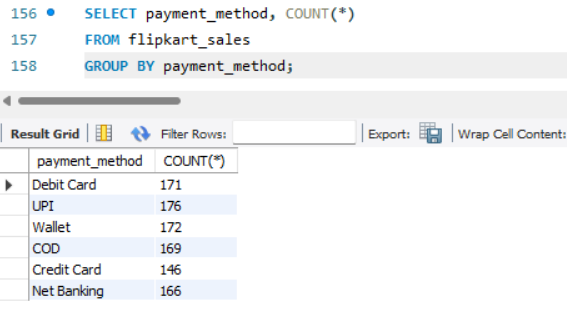 156 SELECT payment_method, COUNT(*)
157 FROM flipkart_sales
158 GROUP BY payment_method;
Result Grid Filter Rows: Export: Wrap Cell Content:
payment_method COUNT(*)
Debit Card 171
UPI 176
Wallet 172
COD 169
Credit Card 146
Net Banking 166